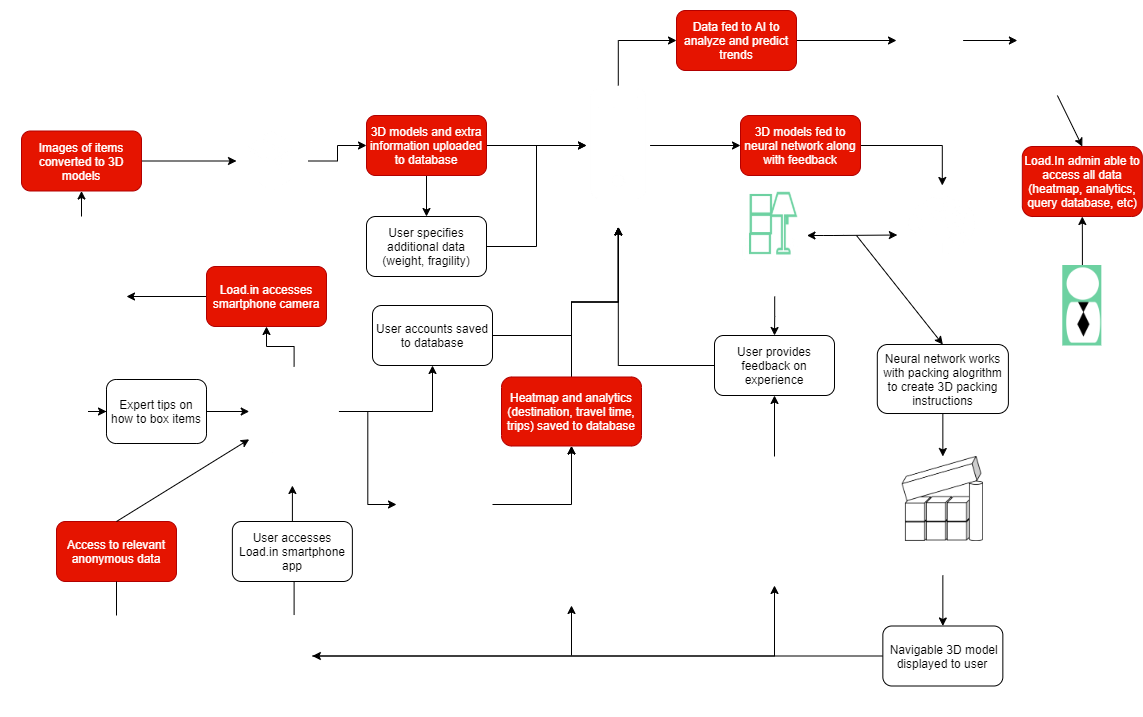 Data fed to AI to
analyze and predict
trends
Images of items
converted to 3D
models
3D models and extra
information uploaded
to database
3D models fed to
neural network along
with feedback
Load.In admin able to
access all data
(heatmap, analytics,
query database, etc)
User specifies
additional data
(weight, fragility)
Load.in accesses
smartphone camera
User accounts saved
to database
User provides
feedback on
experience
Neural network works
with packing alogrithm
to create 3D packing
instructions
Expert tips on
how to box items
Heatmap and analytics
(destination, travel time,
trips) saved to database
Access to relevant
anonymous data
User accesses
Load.in smartphone
app
Navigable 3D model
displayed to user